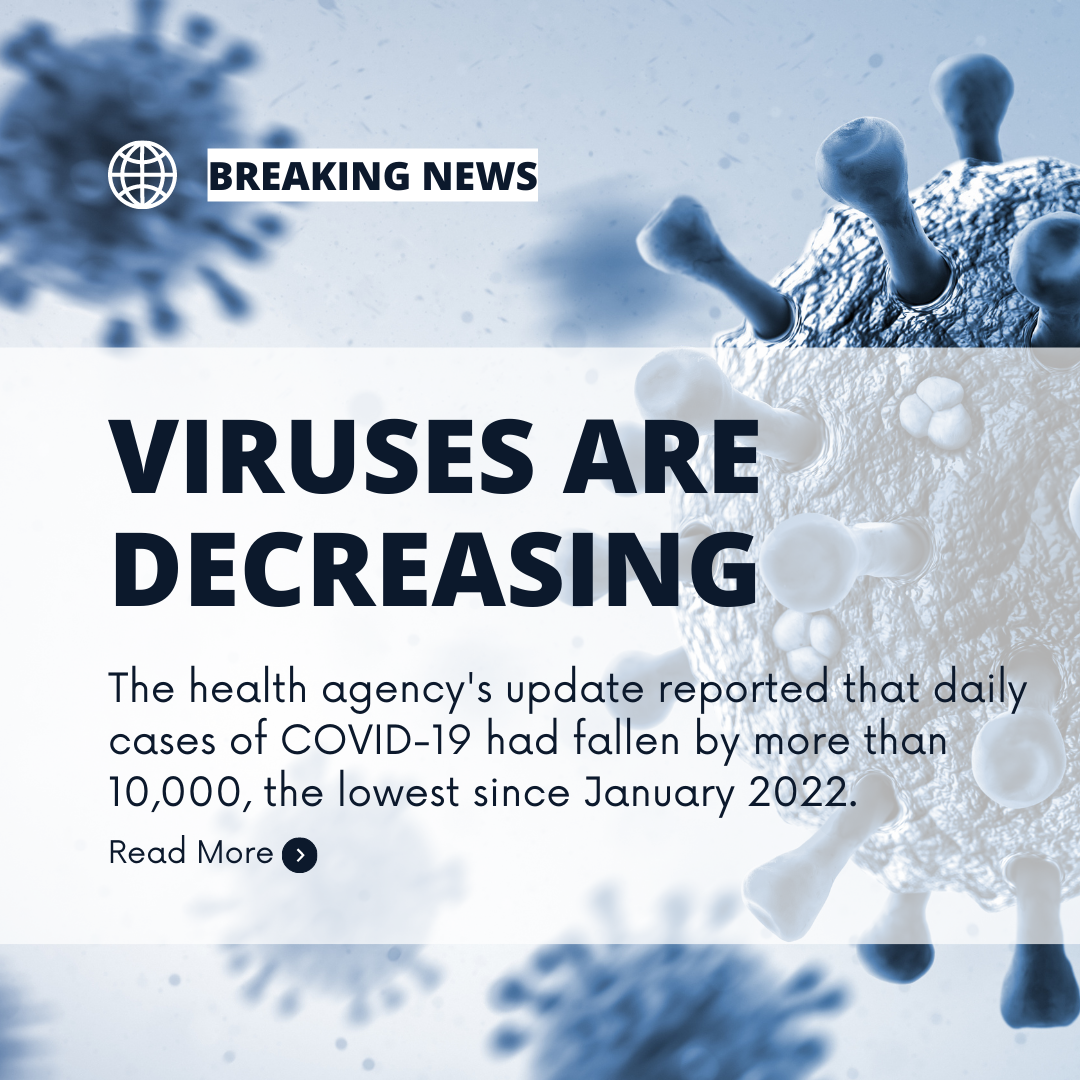 BREAKING NEWS
VIRUSES ARE
DECREASING
The health agency's update reported that daily
cases of COVID-19 had fallen by more than
10,000, the lowest since January 2022.
Read More